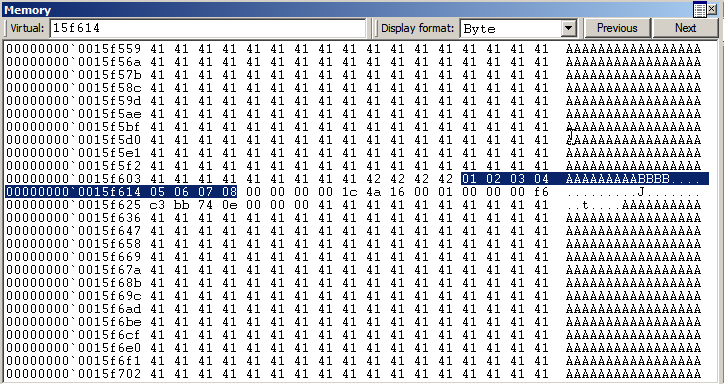 Memory
Virtual: 15f614 Display format: Byte Previous Next
00000000`0015f559 41 41 41 41 41 41 41 41 41 41 41 41 41 41 41 41 41 AAAAAAAAAAAAAAAAA
00000000`0015f56a 41 41 41 41 41 41 41 41 41 41 41 41 41 41 41 41 41 AAAAAAAAAAAAAAAAA
00000000`0015f57b 41 41 41 41 41 41 41 41 41 41 41 41 41 41 41 41 41 AAAAAAAAAAAAAAAAA
00000000`0015f58c 41 41 41 41 41 41 41 41 41 41 41 41 41 41 41 41 41 AAAAAAAAAAAAAAAAA
00000000`0015f59d 41 41 41 41 41 41 41 41 41 41 41 41 41 41 41 41 41 AAAAAAAAAAAAAAAAA
00000000`0015f5ae 41 41 41 41 41 41 41 41 41 41 41 41 41 41 41 41 41 AAAAAAAAAAAAAAAAA
00000000`0015f5bf 41 41 41 41 41 41 41 41 41 41 41 41 41 41 41 41 41 AAAAAAAAAAAAAAAAA
00000000`0015f5d0 41 41 41 41 41 41 41 41 41 41 41 41 41 41 41 41 41 AAAAAAAAAAAAAAAAA
00000000`0015f5e1 41 41 41 41 41 41 41 41 41 41 41 41 41 41 41 41 41 AAAAAAAAAAAAAAAAA
00000000`0015f5f2 41 41 41 41 41 41 41 41 41 41 41 41 41 41 41 41 41 AAAAAAAAAAAAAAAAA
00000000`0015f603 41 41 41 41 41 41 41 41 41 42 42 42 42 01 02 03 04 AAAAAAAAABBBB....
00000000`0015f614 05 06 07 08 00 00 00 00 1c 4a 16 00 01 00 00 00 f6 .........J.......
00000000`0015f625 c3 bb 74 0e 00 00 00 41 41 41 41 41 41 41 41 41 41 ..t....AAAAAAAAAA
00000000`0015f636 41 41 41 41 41 41 41 41 41 41 41 41 41 41 41 41 41 AAAAAAAAAAAAAAAAA
00000000`0015f647 41 41 41 41 41 41 41 41 41 41 41 41 41 41 41 41 41 AAAAAAAAAAAAAAAAA
00000000`0015f658 41 41 41 41 41 41 41 41 41 41 41 41 41 41 41 41 41 AAAAAAAAAAAAAAAAA
00000000`0015f669 41 41 41 41 41 41 41 41 41 41 41 41 41 41 41 41 41 AAAAAAAAAAAAAAAAA
00000000`0015f67a 41 41 41 41 41 41 41 41 41 41 41 41 41 41 41 41 41 AAAAAAAAAAAAAAAAA
00000000`0015f68b 41 41 41 41 41 41 41 41 41 41 41 41 41 41 41 41 41 AAAAAAAAAAAAAAAAA
00000000`0015f69c 41 41 41 41 41 41 41 41 41 41 41 41 41 41 41 41 41 AAAAAAAAAAAAAAAAA
00000000`0015f6ad 41 41 41 41 41 41 41 41 41 41 41 41 41 41 41 41 41 AAAAAAAAAAAAAAAAA
00000000`0015f6be 41 41 41 41 41 41 41 41 41 41 41 41 41 41 41 41 41 AAAAAAAAAAAAAAAAA
00000000`0015f6cf 41 41 41 41 41 41 41 41 41 41 41 41 41 41 41 41 41 AAAAAAAAAAAAAAAAA
00000000`0015f6e0 41 41 41 41 41 41 41 41 41 41 41 41 41 41 41 41 41 AAAAAAAAAAAAAAAAA
00000000`0015f6f1 41 41 41 41 41 41 41 41 41 41 41 41 41 41 41 41 41 AAAAAAAAAAAAAAAAA
00000000`0015f702 41 41 41 41 41 41 41 41 41 41 41 41 41 41 41 41 41 AAAAAAAAAAAAAAAAA